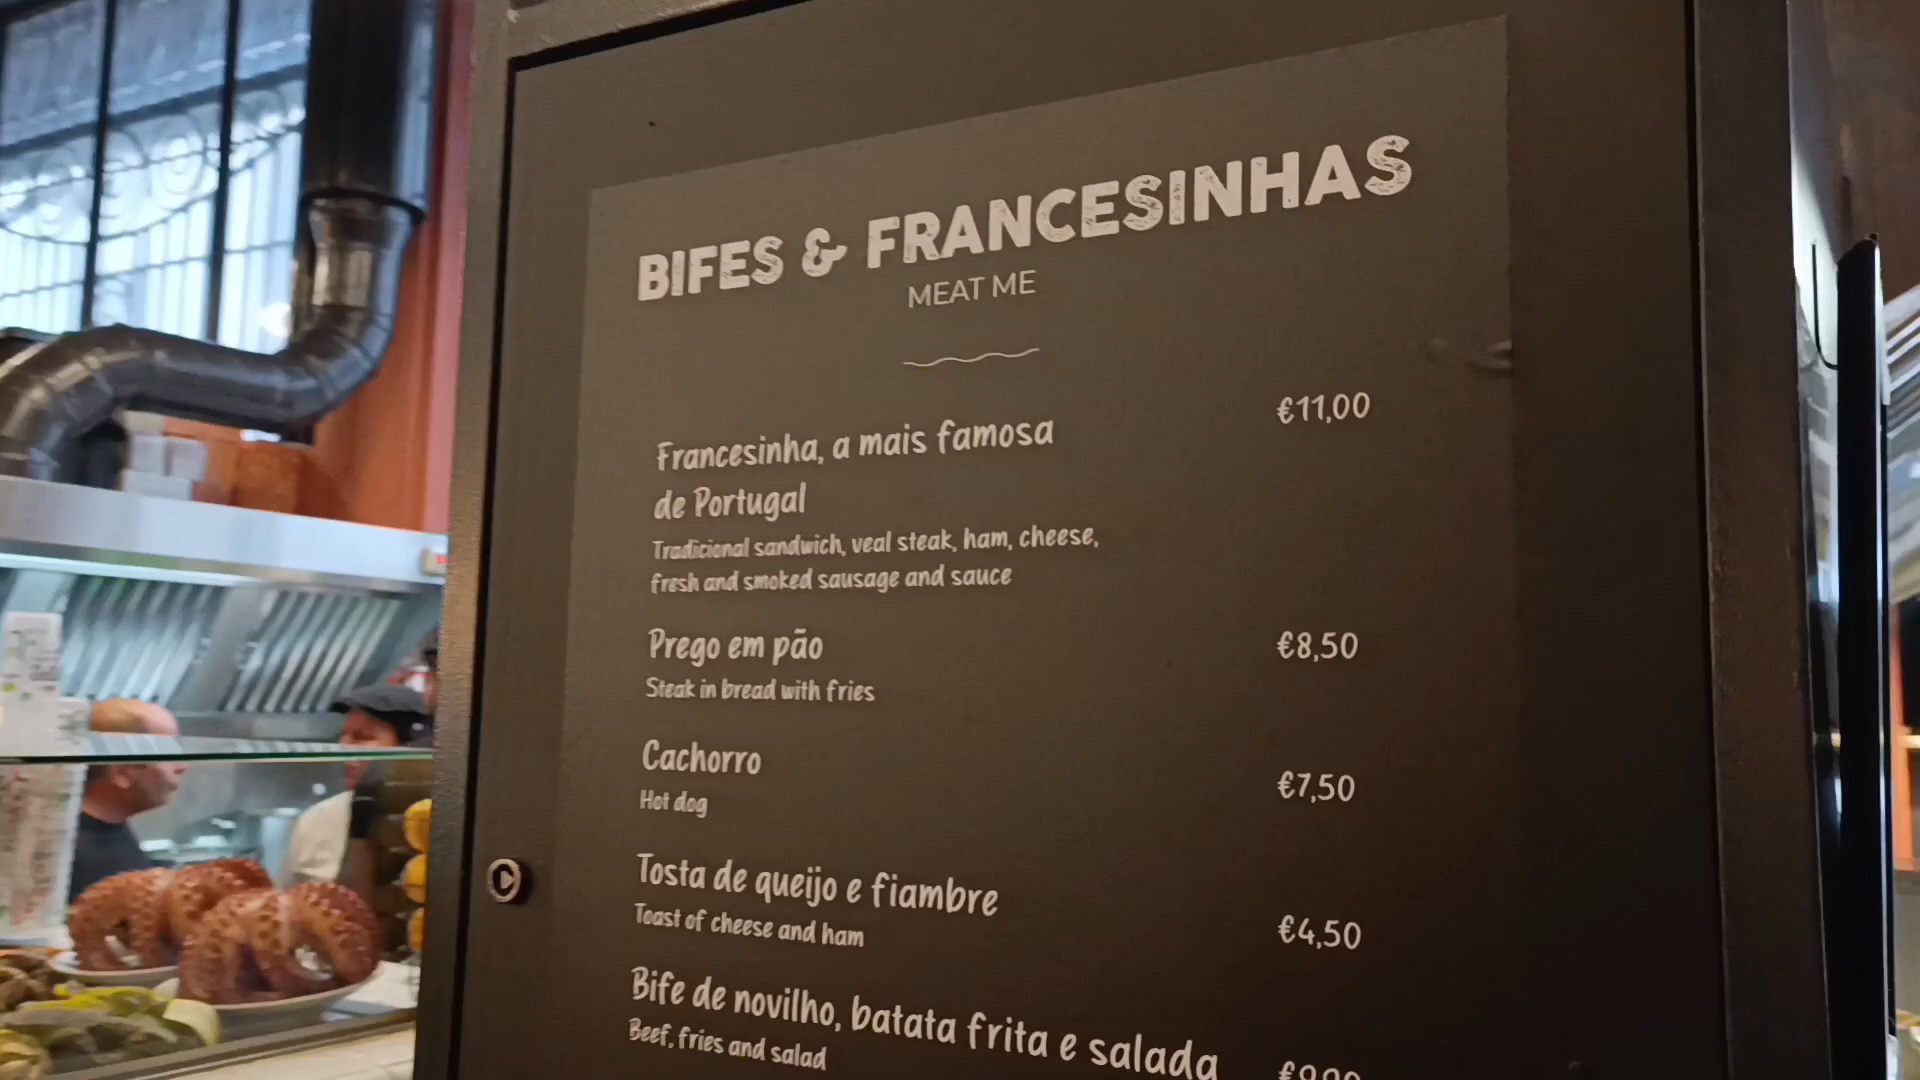 BIFES & FRANCESINHAS
MEAT ME
Francesinha, a mais famosa €11,00
de Portugal
Tradicional sandwich, veal steak, ham, cheese,
fresh and smoked sausage and sauce
Prego em pão €8,50
Steak in bread with fries
Cachorro €7,50
Hot dog
Tosta de queijo e fiambre €4,50
Toast of cheese and ham
Bife de novilho, batata frita e salada
Beef, fries and salad